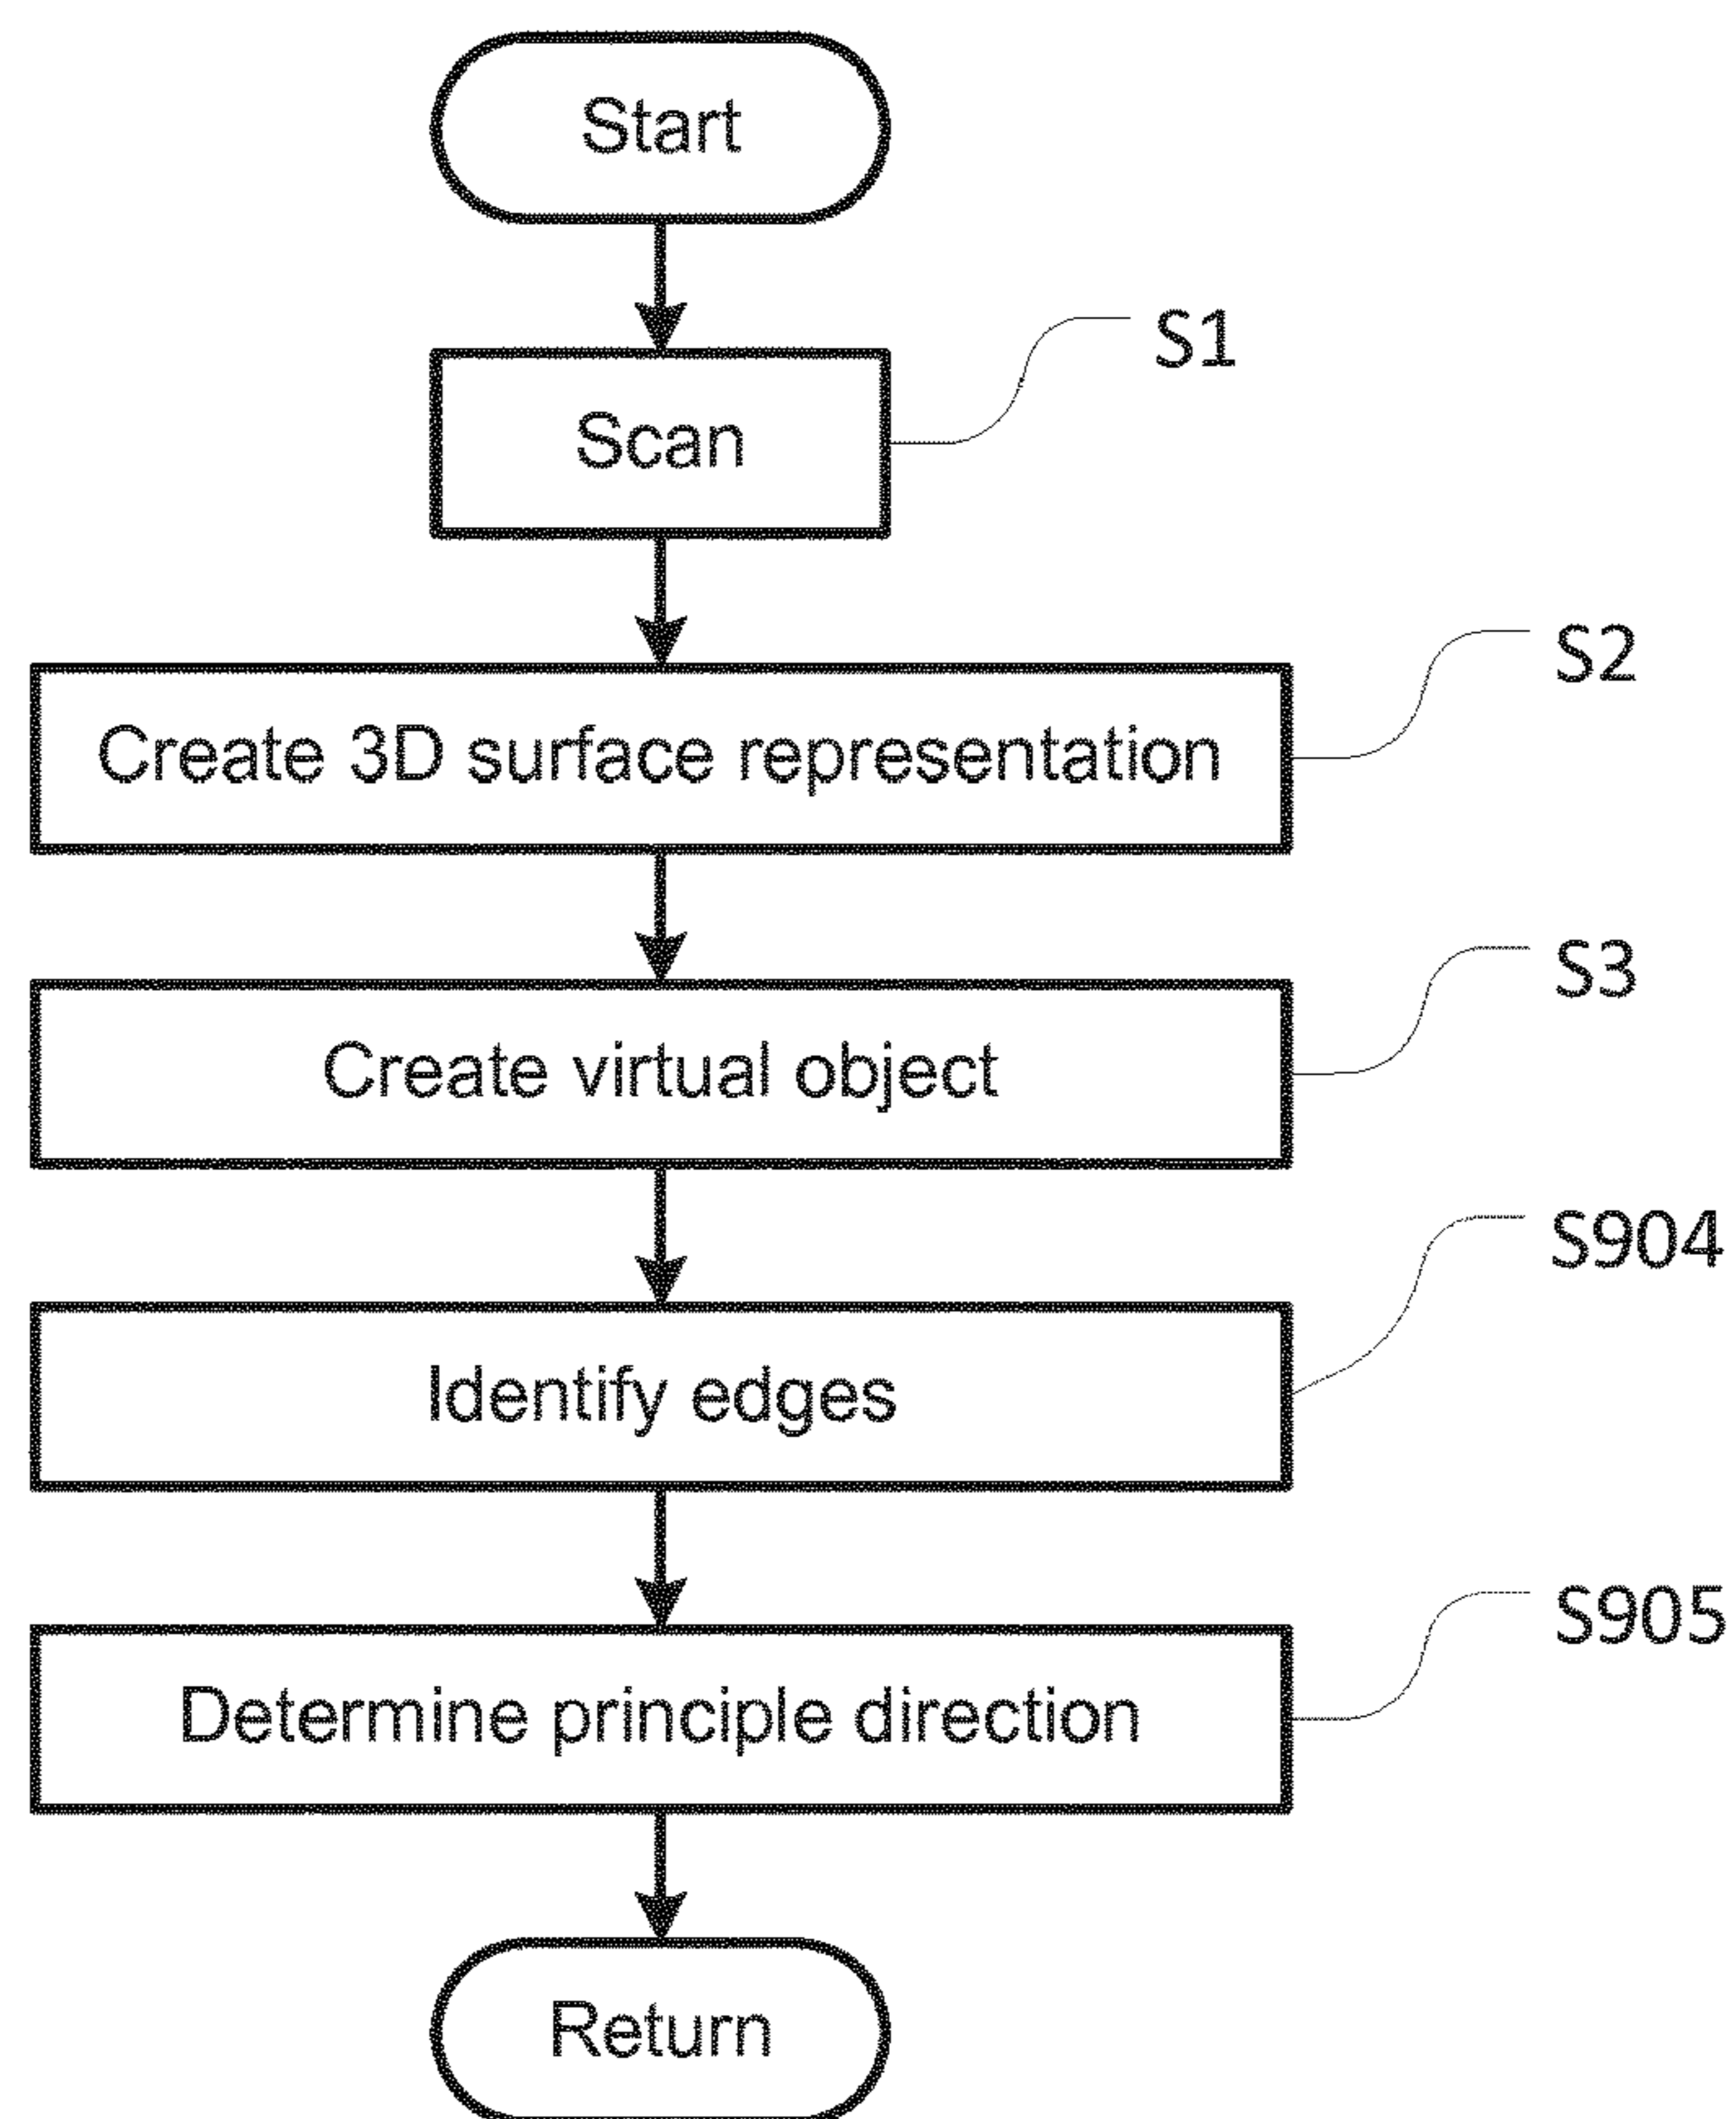 Start
S1
Scan
S2
Create 3D surface representation
S3
Create virtual object
S904
Identify edges
S905
Determine principle direction
Return